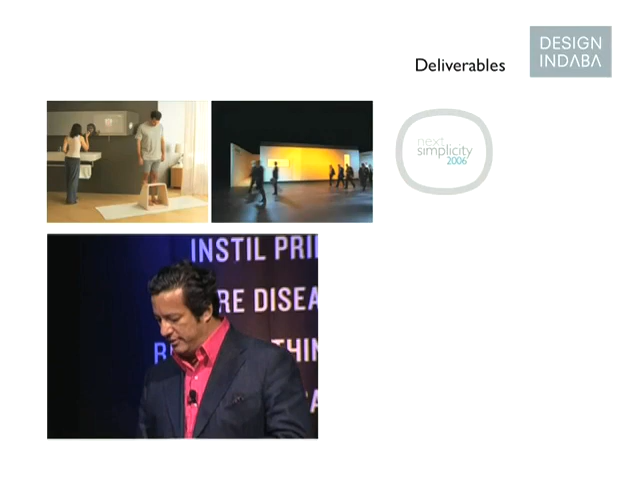 Deliverables
DESIGN
INDABA
next
simplicity
2006
INSTIL PRI
RE DISEA
THIN